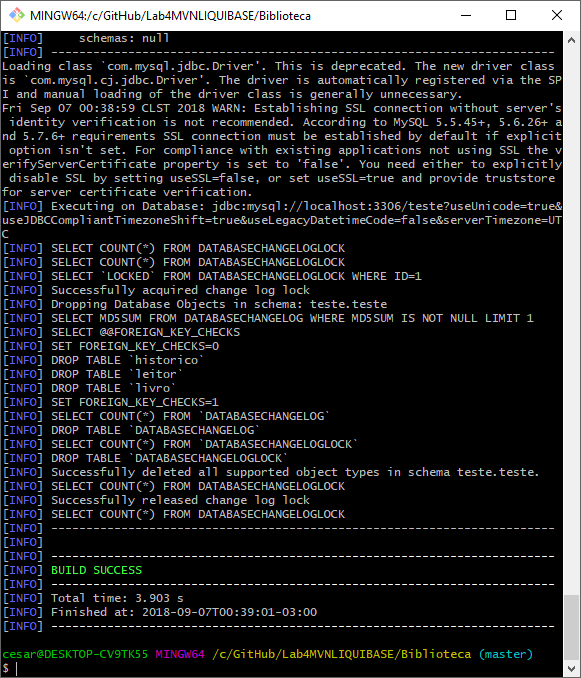 MINGW64:/c/GitHub/Lab4MVNLIQUIBASE/Biblioteca
[INFO]     schemas: null
[INFO] ------------------------------------------------------------------------
Loading class `com.mysql.jdbc.Driver'. This is deprecated. The new driver class
is `com.mysql.cj.jdbc.Driver'. The driver is automatically registered via the SP
I and manual loading of the driver class is generally unnecessary.
Fri Sep 07 00:38:59 CLST 2018 WARN: Establishing SSL connection without server's
 identity verification is not recommended. According to MySQL 5.5.45+, 5.6.26+ a
nd 5.7.6+ requirements SSL connection must be established by default if explicit
 option isn't set. For compliance with existing applications not using SSL the v
erifyServerCertificate property is set to 'false'. You need either to explicitly
 disable SSL by setting useSSL=false, or set useSSL=true and provide truststore
for server certificate verification.
[INFO] Executing on Database: jdbc:mysql://localhost:3306/teste?useUnicode=true&
useJDBCCompliantTimezoneShift=true&useLegacyDatetimeCode=false&serverTimezone=UT
C
[INFO] SELECT COUNT(*) FROM DATABASECHANGELOGLOCK
[INFO] SELECT COUNT(*) FROM DATABASECHANGELOGLOCK
[INFO] SELECT `LOCKED` FROM DATABASECHANGELOGLOCK WHERE ID=1
[INFO] Successfully acquired change log lock
[INFO] Dropping Database Objects in schema: teste.teste
[INFO] SELECT MD5SUM FROM DATABASECHANGELOG WHERE MD5SUM IS NOT NULL LIMIT 1
[INFO] SELECT @@FOREIGN_KEY_CHECKS
[INFO] SET FOREIGN_KEY_CHECKS=0
[INFO] DROP TABLE `historico`
[INFO] DROP TABLE `leitor`
[INFO] DROP TABLE `livro`
[INFO] SET FOREIGN_KEY_CHECKS=1
[INFO] SELECT COUNT(*) FROM `DATABASECHANGELOG`
[INFO] DROP TABLE `DATABASECHANGELOG`
[INFO] SELECT COUNT(*) FROM `DATABASECHANGELOGLOCK`
[INFO] DROP TABLE `DATABASECHANGELOGLOCK`
[INFO] Successfully deleted all supported object types in schema teste.teste.
[INFO] SELECT COUNT(*) FROM DATABASECHANGELOGLOCK
[INFO] Successfully released change log lock
[INFO] SELECT COUNT(*) FROM DATABASECHANGELOGLOCK
[INFO] ------------------------------------------------------------------------
[INFO]
[INFO] ------------------------------------------------------------------------
[INFO] BUILD SUCCESS
[INFO] ------------------------------------------------------------------------
[INFO] Total time: 3.903 s
[INFO] Finished at: 2018-09-07T00:39:01-03:00
[INFO] ------------------------------------------------------------------------
cesar@DESKTOP-CV9TK55 MINGW64 /c/GitHub/Lab4MVNLIQUIBASE/Biblioteca (master)
$